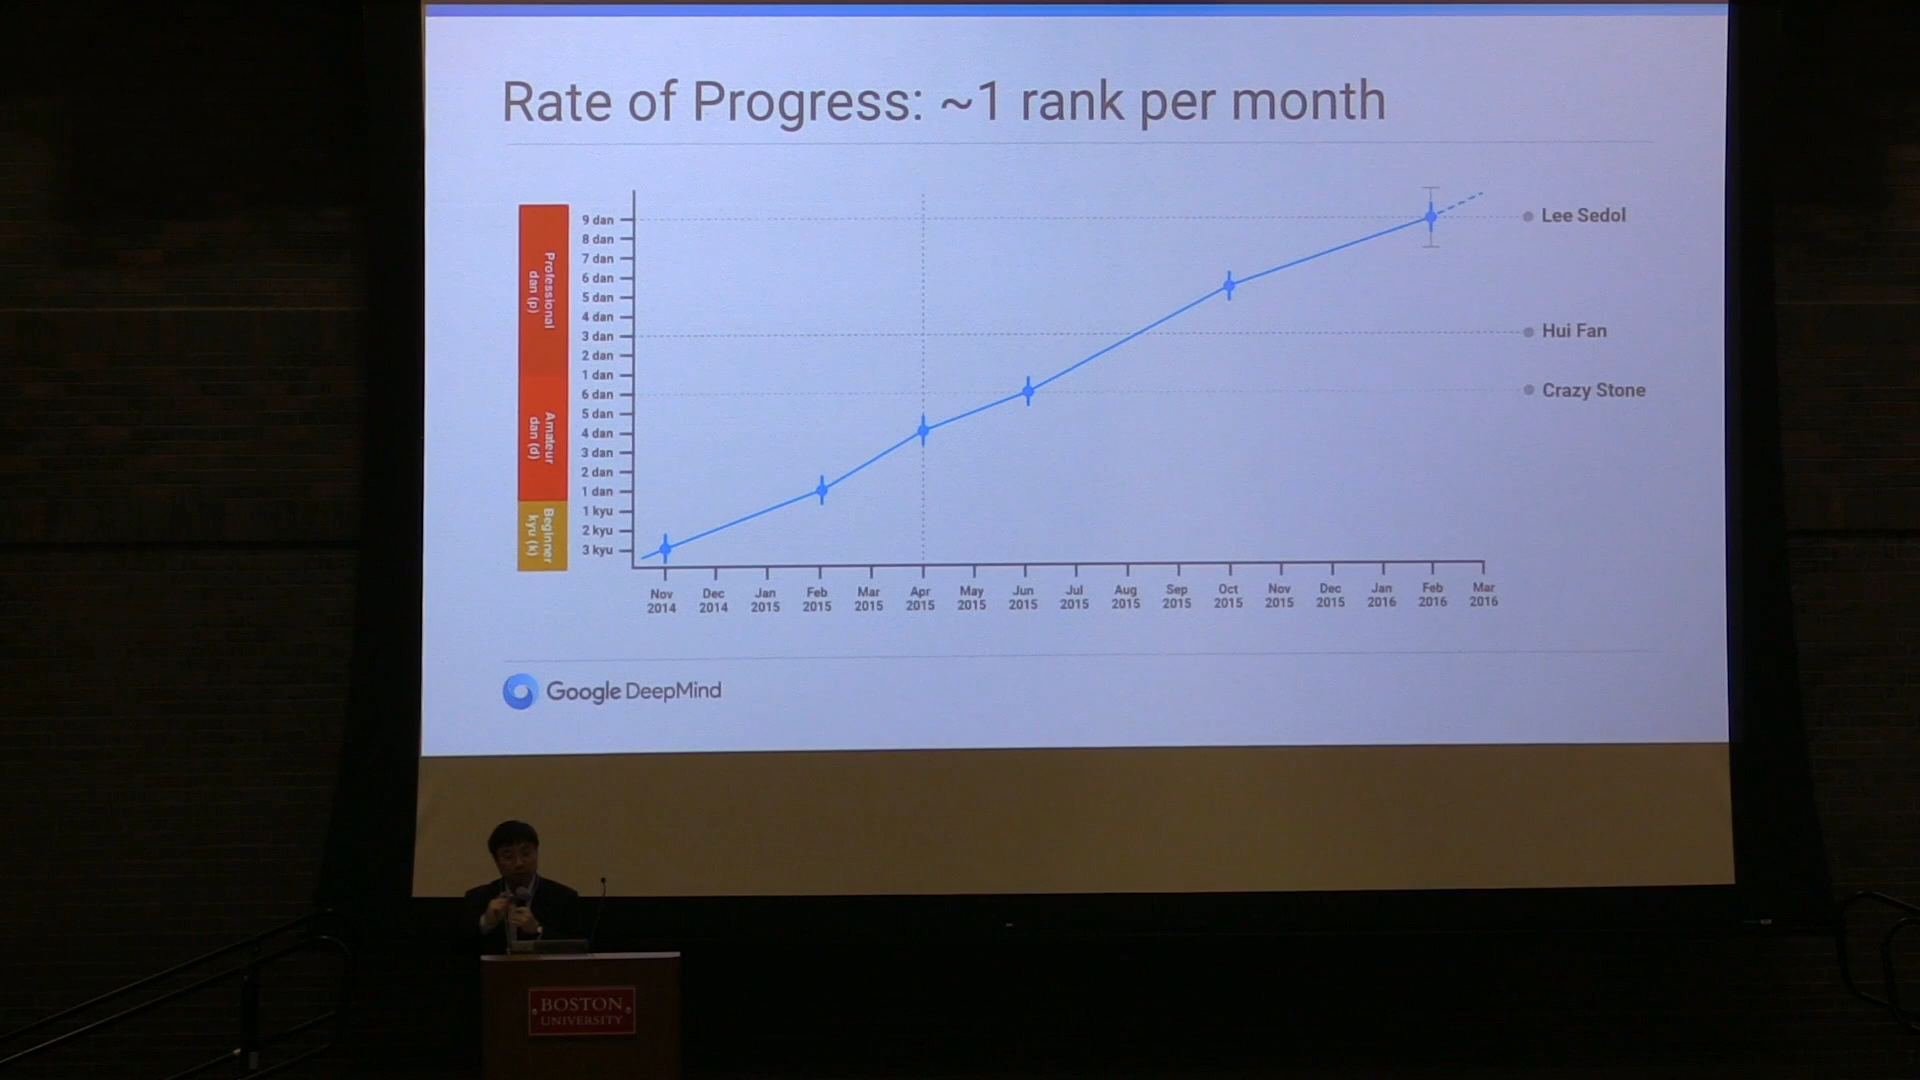 Rate of Progress: ~1 rank per month
Professional
dan (p)
Amateur
dan (d)
Beginner
kyu (k)
9 dan
8 dan
7 dan
6 dan
5 dan
4 dan
3 dan
2 dan
1 dan
6 dan
5 dan
4 dan
3 dan
2 dan
1 dan
1 kyu
2 kyu
3 kyu
Lee Sedol
Hui Fan
Crazy Stone
Nov Dec Jan Feb Mar Apr May Jun Jul Aug Sep Oct Nov Dec Jan Feb Mar
2014 2014 2015 2015 2015 2015 2015 2015 2015 2015 2015 2015 2015 2015 2016 2016 2016
Google DeepMind
BOSTON
UNIVERSITY